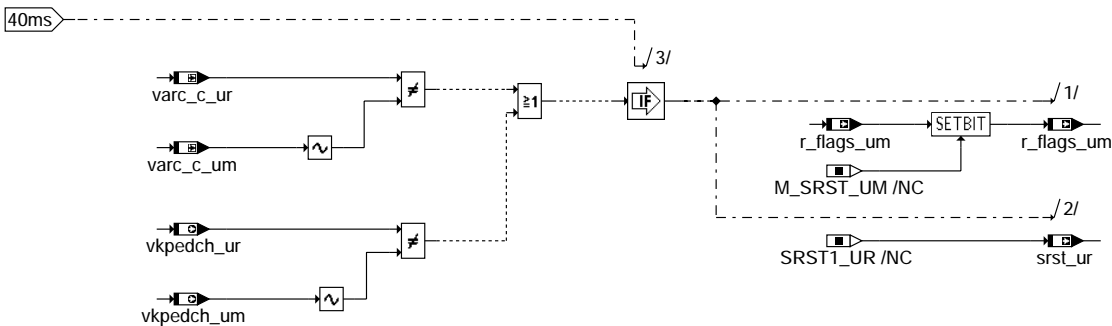 40ms
3/
varc_c_ur
≠
≥1
IF
1/
varc_c_um
r_flags_um
SETBIT
r_flags_um
M_SRST_UM /NC
2/
vkpedch_ur
≠
SRST1_UR /NC
srst_ur
vkpedch_um